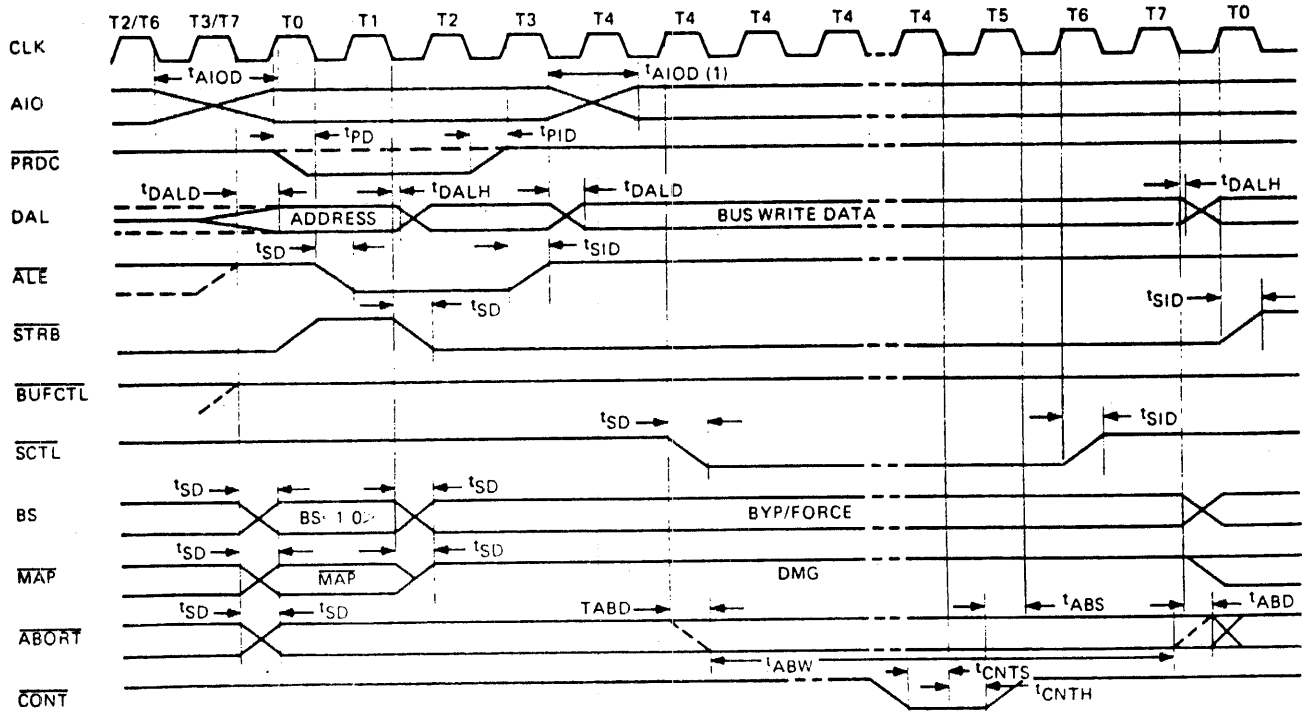 T2/T6 T3/T7 T0 T1 T2 T3 T4 T4 T4 T4 T5 T6 T7 T0
CLK
tAIOD tAIOD (1)
AIO
tPD tPID
PRDC
tDALD tDALH tDALD tDALH
DAL ADDRESS BUS WRITE DATA
tSD tSID
ALE
tSD tSID
STRB
BUFCTL
tSD tSID
SCTL
tSD tSD
BS BS< 1 0> BYP/FORCE
tSD tSD
MAP MAP DMG
tSD tSD TABD tABS tABD
ABORT
tABW tCNTS
tCNTH
CONT